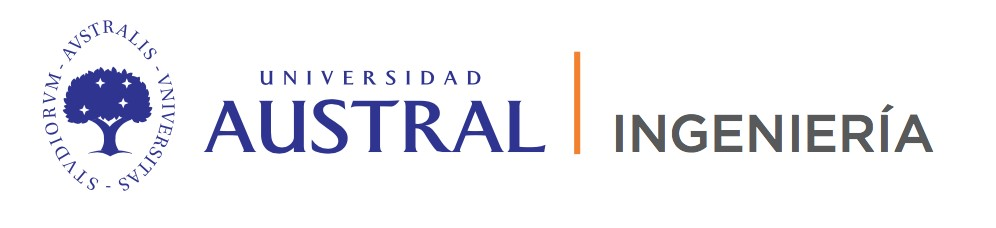 STVDIORVM - AVSTRALIS - VNIVERSITAS -
UNIVERSIDAD
AUSTRAL
INGENIERÍA